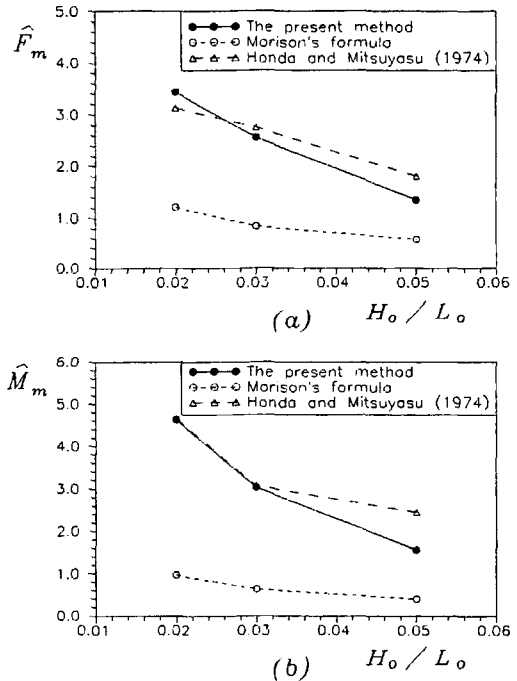 5.0
F̂m
The present method
Morison's formula
Honda and Mitsuyasu (1974)
4.0
3.0
2.0
1.0
0.0
0.01 0.02 0.03 0.04 0.05 0.06
(a) Ho / Lo
6.0
M̂m
The present method
Morison's formula
Honda and Mitsuyasu (1974)
5.0
4.0
3.0
2.0
1.0
0.0
0.01 0.02 0.03 0.04 0.05 0.06
(b) Ho / Lo